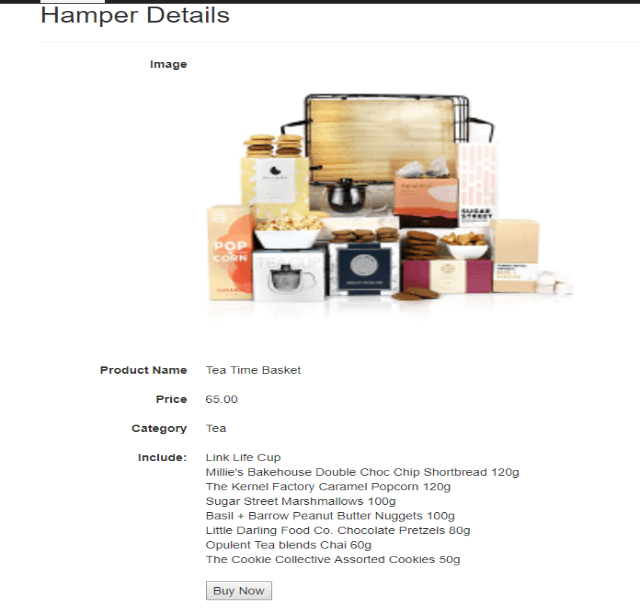 Hamper Details
Image
POP
CORN
TEACUP
SUGAR
STREET
Product Name Tea Time Basket
Price 65.00
Category Tea
Include: Link Life Cup
Millie's Bakehouse Double Choc Chip Shortbread 120g
The Kernel Factory Caramel Popcorn 120g
Sugar Street Marshmallows 100g
Basil + Barrow Peanut Butter Nuggets 100g
Little Darling Food Co. Chocolate Pretzels 80g
Opulent Tea blends Chai 60g
The Cookie Collective Assorted Cookies 50g
Buy Now